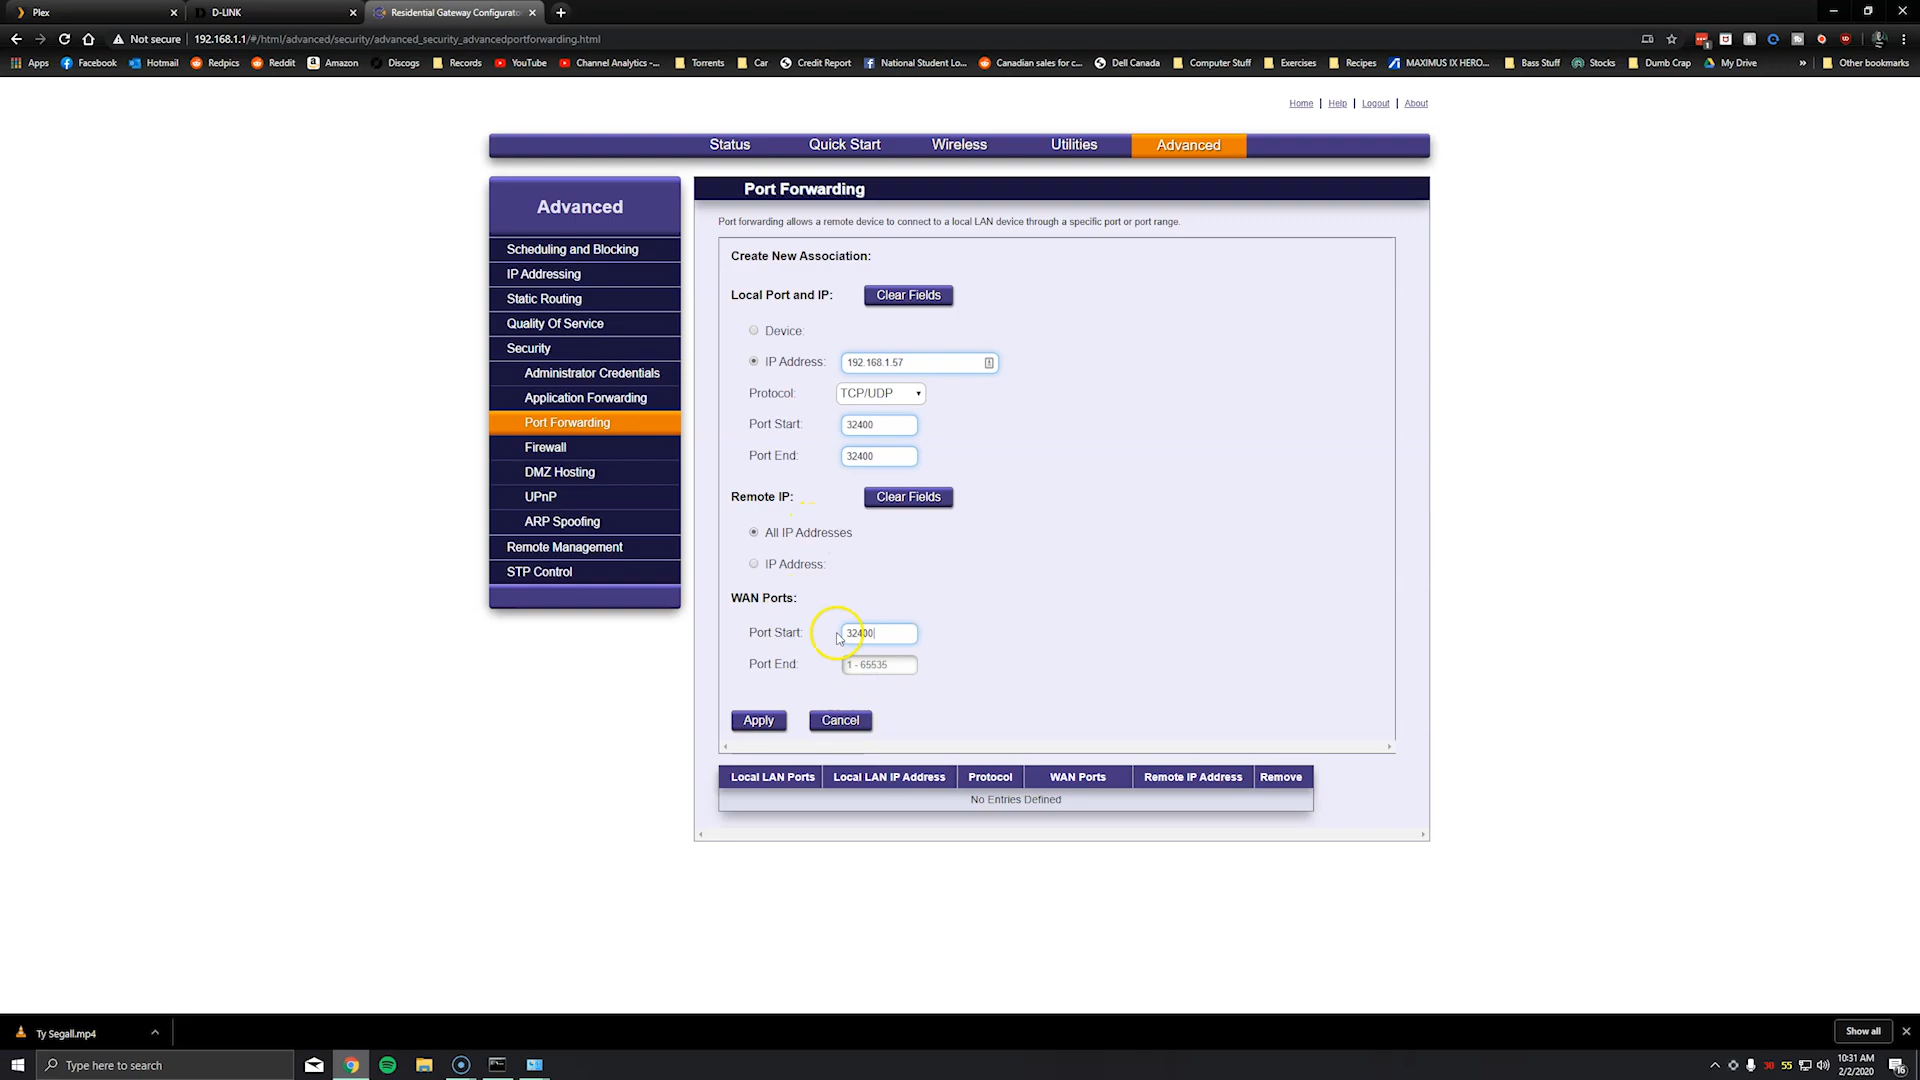 Plex
D-LINK
Residential Gateway Configurato
Not secure
192.168.1.1/#/html/advanced/security/advanced_security_advancedportforwarding.html
Apps
Facebook
Hotmail
Redpics
Reddit
Amazon
Discogs
Records
YouTube
Channel Analytics -...
Torrents
Car
Credit Report
National Student Lo...
Canadian sales for c...
Dell Canada
Computer Stuff
Exercises
Recipes
MAXIMUS IX HERO...
Bass Stuff
Stocks
Dumb Crap
My Drive
»
Other bookmarks
Home | Help | Logout | About
Status
Quick Start
Wireless
Utilities
Advanced
Advanced
Scheduling and Blocking
IP Addressing
Static Routing
Quality Of Service
Security
Administrator Credentials
Application Forwarding
Port Forwarding
Firewall
DMZ Hosting
UPnP
ARP Spoofing
Remote Management
STP Control
Port Forwarding
Port forwarding allows a remote device to connect to a local LAN device through a specific port or port range.
Create New Association:
Local Port and IP:
Clear Fields
Device:
IP Address:
192.168.1.57
Protocol:
TCP/UDP
Port Start:
32400
Port End:
32400
Remote IP:
Clear Fields
All IP Addresses
IP Address:
WAN Ports:
Port Start:
32400
Port End:
1 - 65535
Apply
Cancel
Local LAN Ports
Local LAN IP Address
Protocol
WAN Ports
Remote IP Address
Remove
No Entries Defined
Ty Segall.mp4
Show all
Type here to search
30
55
10:31 AM
2/2/2020
16